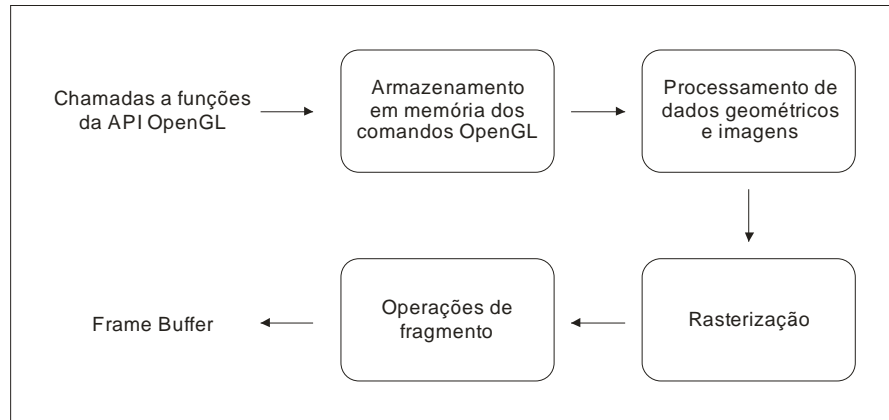 Chamadas a funções
da API OpenGL
Armazenamento
em memória dos
comandos OpenGL
Processamento de
dados geométricos
e imagens
Frame Buffer
Operações de
fragmento
Rasterização